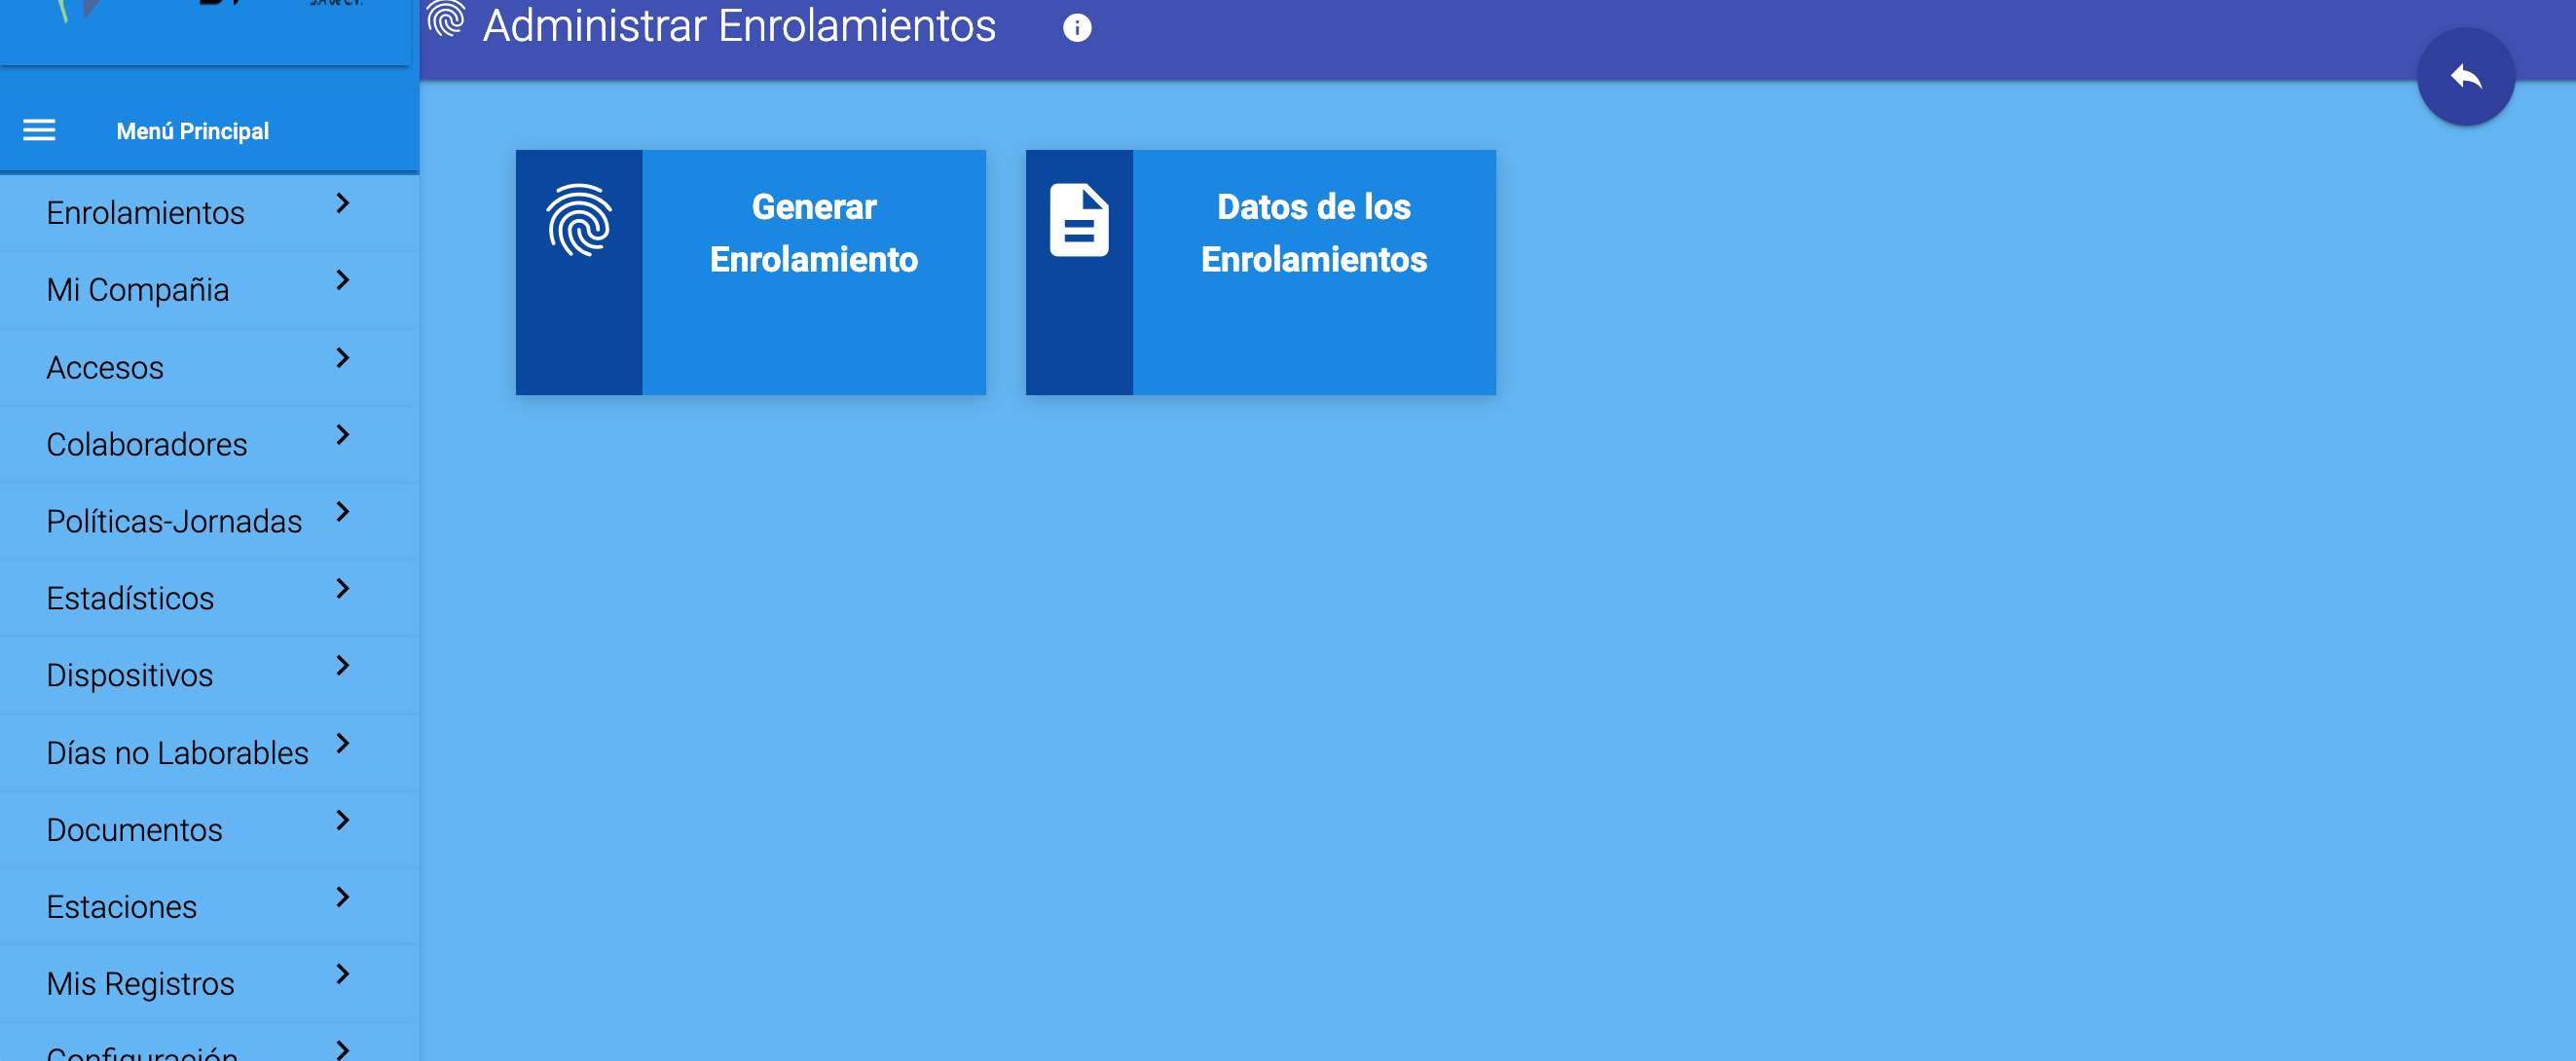 Administrar Enrolamientos
Menú Principal
Enrolamientos
Mi Compañia
Accesos
Colaboradores
Políticas-Jornadas
Estadísticos
Dispositivos
Días no Laborables
Documentos
Estaciones
Mis Registros
Configuración
Generar
Enrolamiento
Datos de los
Enrolamientos